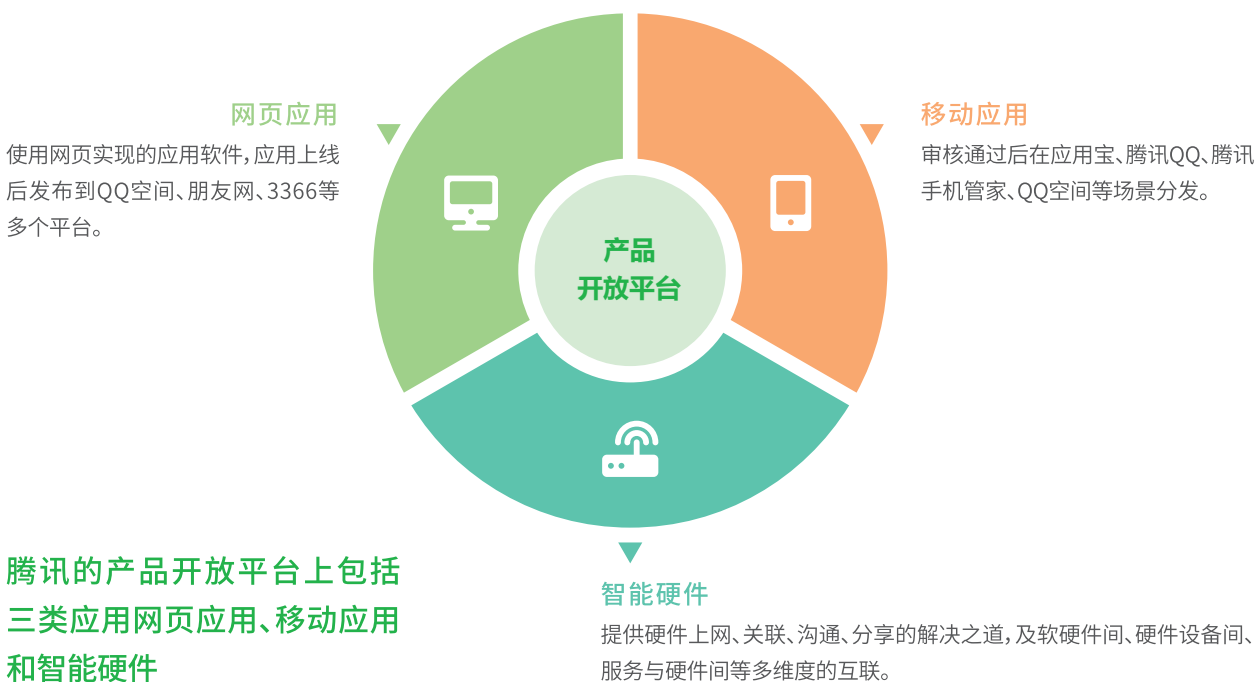 网页应用
使用网页实现的应用软件，应用上线
后发布到QQ空间、朋友网、3366等
多个平台。
移动应用
审核通过后在应用宝、腾讯QQ、腾讯
手机管家、QQ空间等场景分发。
产品
开放平台
腾讯的产品开放平台上包括
三类应用网页应用、移动应用
和智能硬件
智能硬件
提供硬件上网、关联、沟通、分享的解决之道，及软硬件间、硬件设备间、
服务与硬件间等多维度的互联。